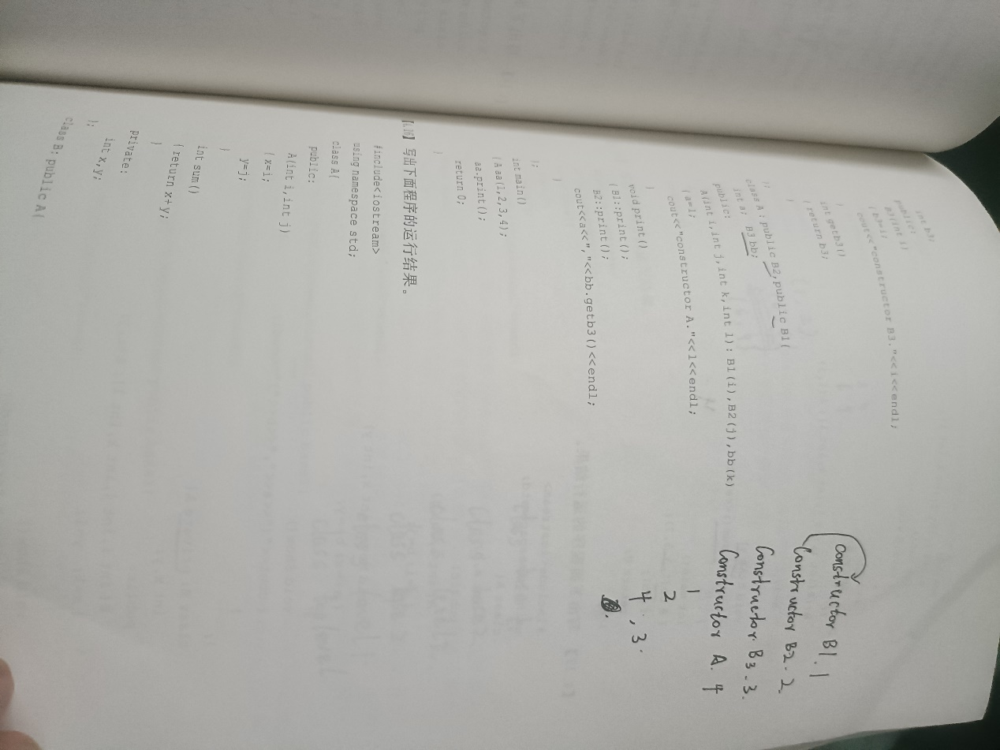 int b3;
public:
B3(int i)
{ b3=i;
cout<<"constructor B3."<<i<<endl;
}
int getb3()
{ return b3;
}
};
class A : public B2,public B1{
int a; B3 bb;
public:
A(int i,int j,int k,int l): B1(i),B2(j),bb(k)
{ a=l;
cout<<"constructor A."<<l<<endl;
}
void print()
{ B1::print();
B2::print();
cout<<a<<","<<bb.getb3()<<endl;
}
};
int main()
{ A aa(1,2,3,4);
aa.print();
return 0;
}
写出下面程序的运行结果。
#include<iostream>
using namespace std;
class A{
public:
A(int i,int j)
{ x=i;
y=j;
}
int sum()
{ return x+y;
}
private:
int x,y;
};
class B: public A{
constructor B1. 1
Constructor B2. 2.
Constructor B3. 3.
Constructor A. 4
1
2
4 , 3.